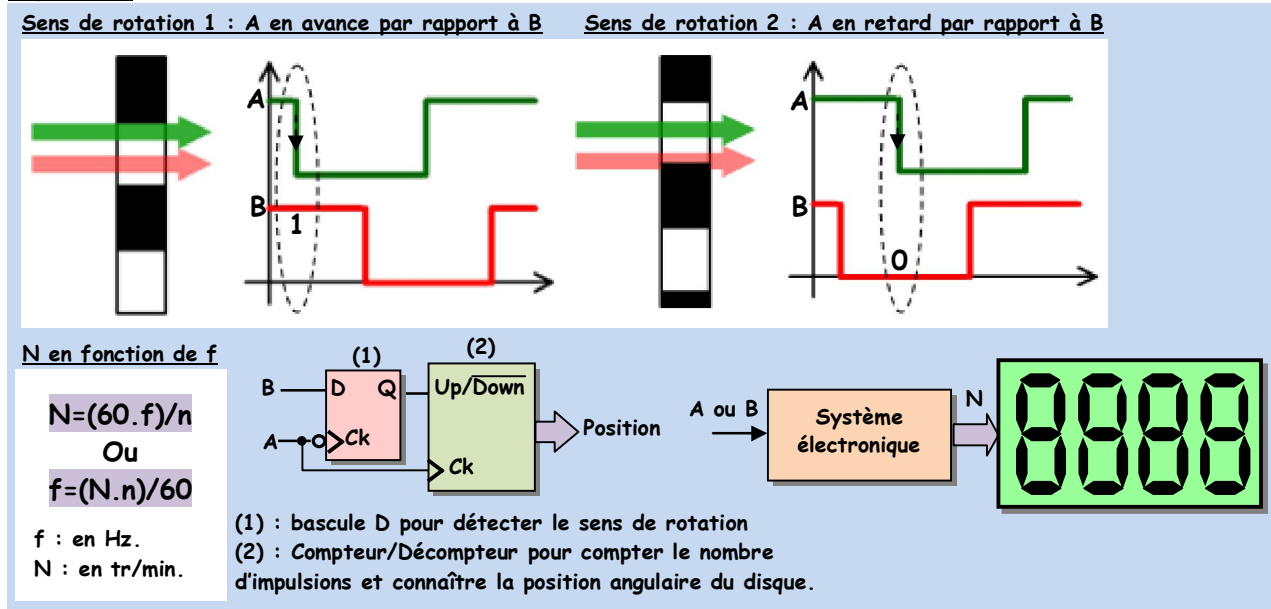 Sens de rotation 1 : A en avance par rapport à B
Sens de rotation 2 : A en retard par rapport à B
A
B
1
A
B
0
N en fonction de f
N=(60.f)/n
Ou
f=(N.n)/60
f : en Hz.
N : en tr/min.
(1)
(2)
B
D
Q
Up/Down
A
Ck
Ck
Position
A ou B
Système
électronique
N
8888
(1) : bascule D pour détecter le sens de rotation
(2) : Compteur/Décompteur pour compter le nombre
d'impulsions et connaître la position angulaire du disque.